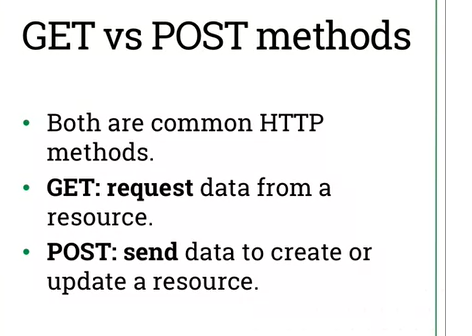 GET vs POST methods
• Both are common HTTP
methods.
• GET: request data from a
resource.
• POST: send data to create or
update a resource.